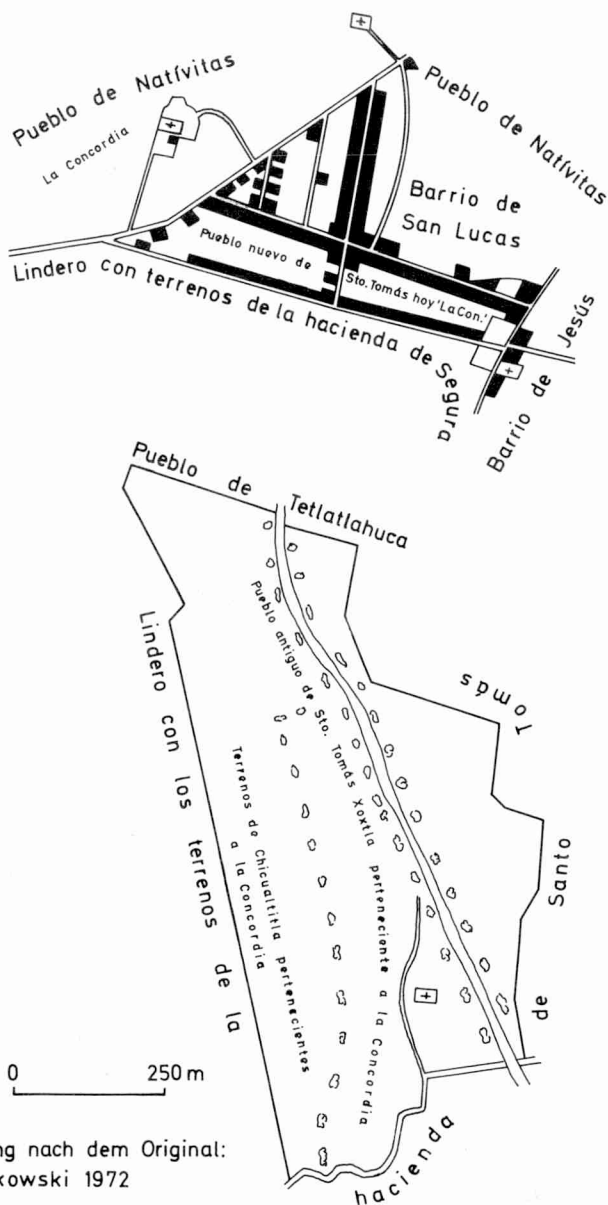 Pueblo de Natívitas
La Concordia
Pueblo de Natívitas
Barrio de
San Lucas
Pueblo nuevo de
Sto. Tomás hoy 'La Con.'
Lindero con terrenos de la hacienda de Segura
Barrio de Jesús
Pueblo de Tetlatlahuca
Pueblo antiguo de Sto. Tomás Xoxtla perteneciente a la Concordia
Terrenos de Chicualtitla pertenecientes
a la Concordia
Lindero con los terrenos de la
hacienda
de Santo Tomás
0 250 m
ng nach dem Original:
kowski 1972